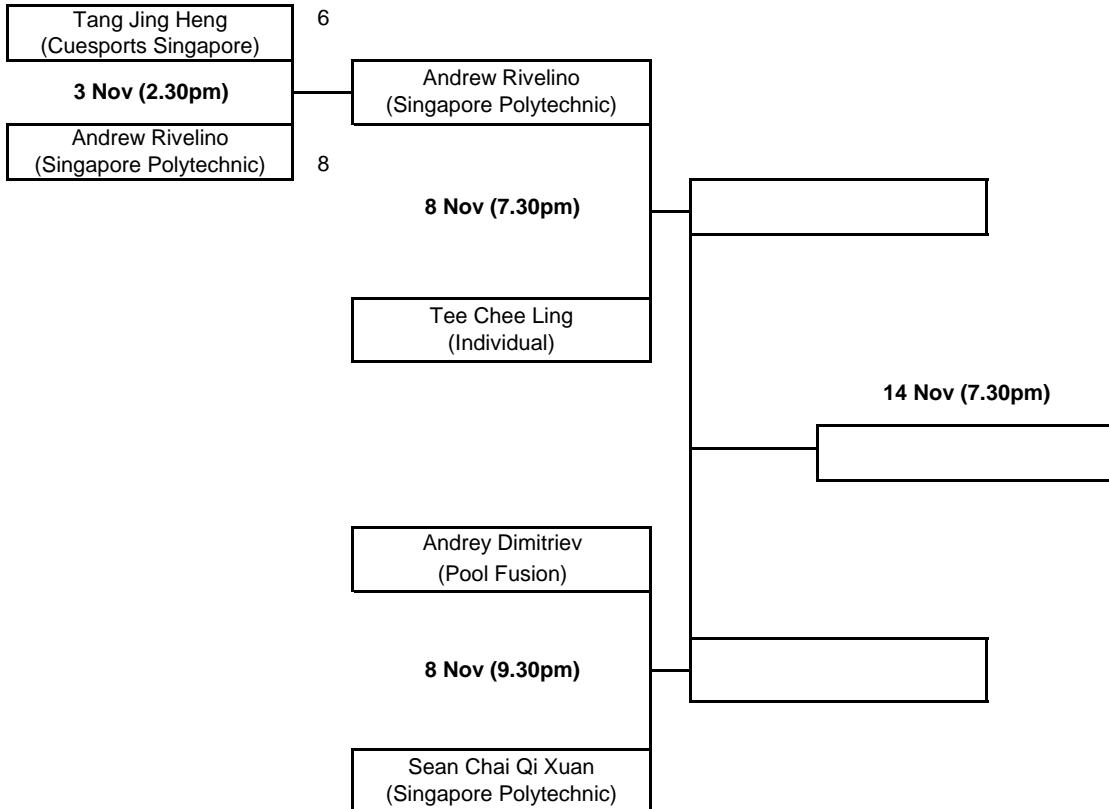 Tang Jing Heng
(Cuesports Singapore)
6
3 Nov (2.30pm)
Andrew Rivelino
(Singapore Polytechnic)
8
Andrew Rivelino
(Singapore Polytechnic)
8 Nov (7.30pm)
Tee Chee Ling
(Individual)
14 Nov (7.30pm)
Andrey Dimitriev
(Pool Fusion)
8 Nov (9.30pm)
Sean Chai Qi Xuan
(Singapore Polytechnic)